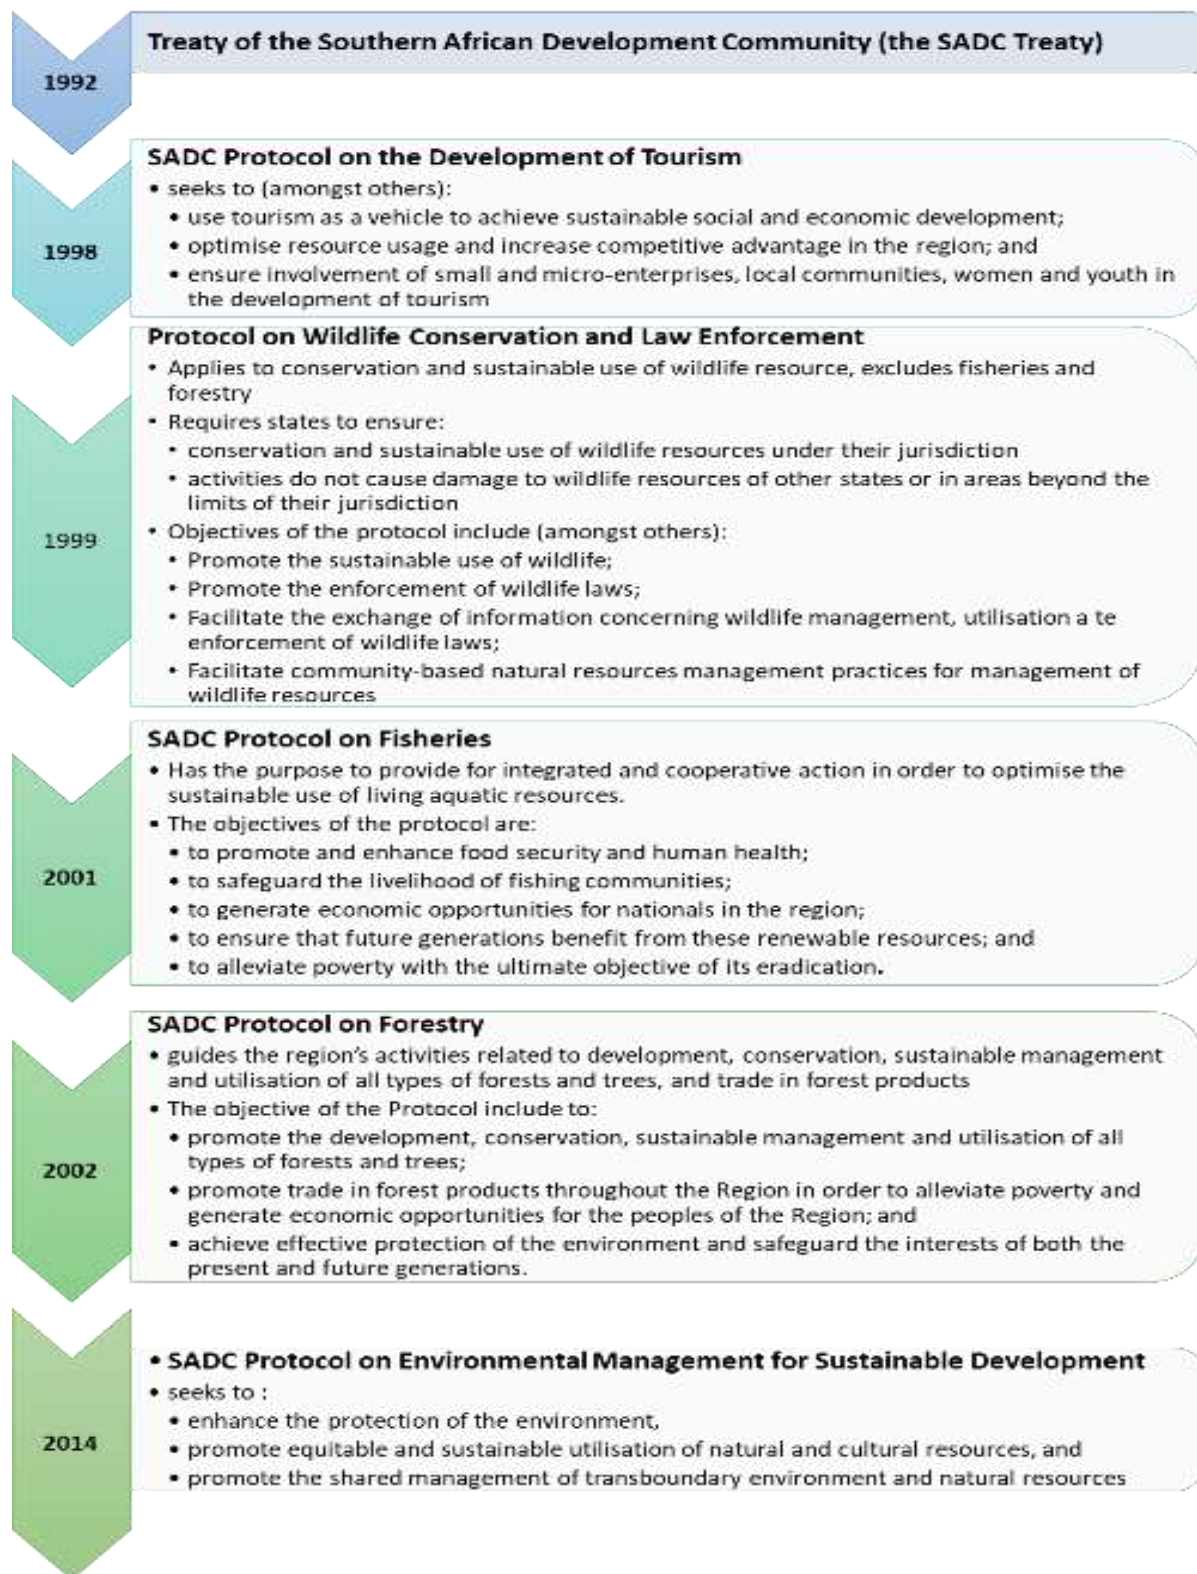 1992
Treaty of the Southern African Development Community (the SADC Treaty)
1998
SADC Protocol on the Development of Tourism
• seeks to (amongst others):
• use tourism as a vehicle to achieve sustainable social and economic development;
• optimise resource usage and increase competitive advantage in the region; and
• ensure involvement of small and micro-enterprises, local communities, women and youth in
the development of tourism
1999
Protocol on Wildlife Conservation and Law Enforcement
• Applies to conservation and sustainable use of wildlife resource, excludes fisheries and
forestry
• Requires states to ensure:
• conservation and sustainable use of wildlife resources under their jurisdiction
• activities do not cause damage to wildlife resources of other states or in areas beyond the
limits of their jurisdiction
• Objectives of the protocol include (amongst others):
• Promote the sustainable use of wildlife;
• Promote the enforcement of wildlife laws;
• Facilitate the exchange of information concerning wildlife management, utilisation a te
enforcement of wildlife laws;
• Facilitate community-based natural resources management practices for management of
wildlife resources
2001
SADC Protocol on Fisheries
• Has the purpose to provide for integrated and cooperative action in order to optimise the
sustainable use of living aquatic resources.
• The objectives of the protocol are:
• to promote and enhance food security and human health;
• to safeguard the livelihood of fishing communities;
• to generate economic opportunities for nationals in the region;
• to ensure that future generations benefit from these renewable resources; and
• to alleviate poverty with the ultimate objective of its eradication.
2002
SADC Protocol on Forestry
• guides the region's activities related to development, conservation, sustainable management
and utilisation of all types of forests and trees, and trade in forest products
• The objective of the Protocol include to:
• promote the development, conservation, sustainable management and utilisation of all
types of forests and trees;
• promote trade in forest products throughout the Region in order to alleviate poverty and
generate economic opportunities for the peoples of the Region; and
• achieve effective protection of the environment and safeguard the interests of both the
present and future generations.
2014
• SADC Protocol on Environmental Management for Sustainable Development
• seeks to :
• enhance the protection of the environment,
• promote equitable and sustainable utilisation of natural and cultural resources, and
• promote the shared management of transboundary environment and natural resources